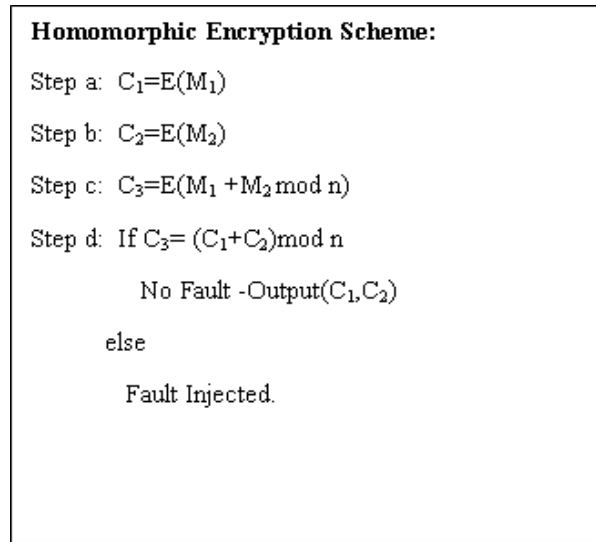 Homomorphic Encryption Scheme:
Step a: C₁=E(M₁)
Step b: C₂=E(M₂)
Step c: C₃=E(M₁ +M₂ mod n)
Step d: If C₃= (C₁+C₂)mod n
No Fault -Output(C₁,C₂)
else
Fault Injected.